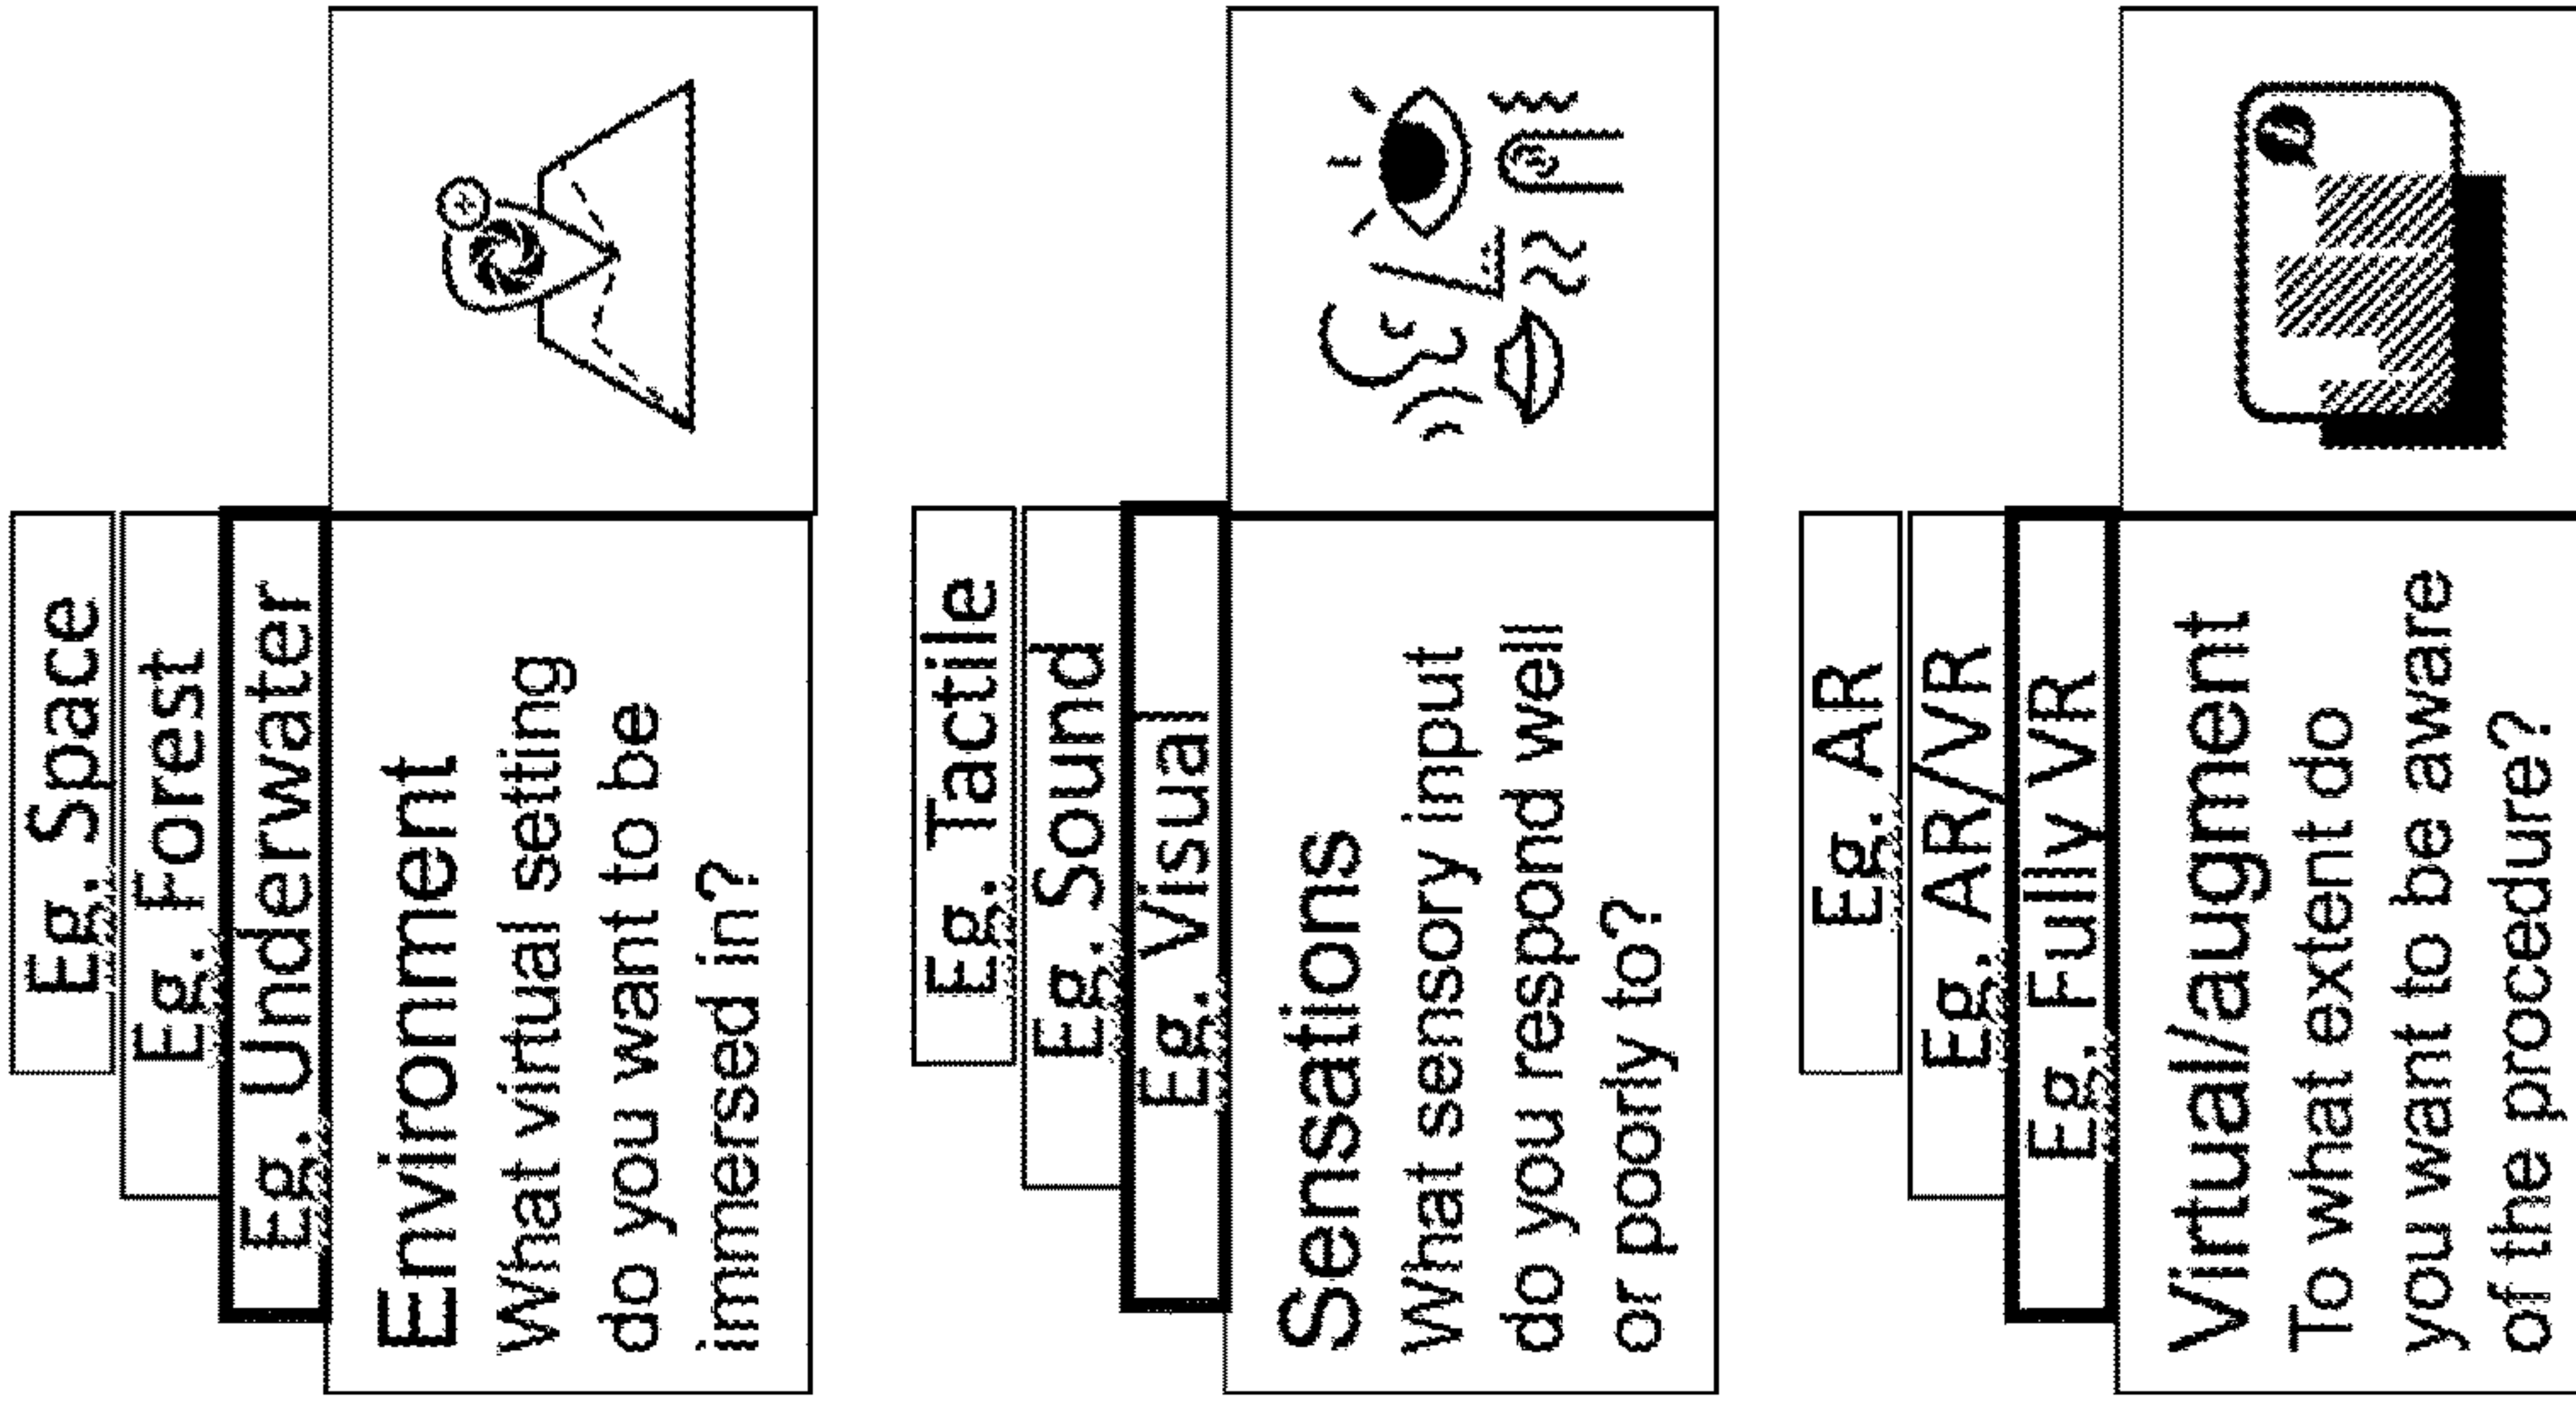 Eg. Space
Eg. Forest
Eg. Underwater
Environment
What virtual setting
do you want to be
immersed in?
Eg. Tactile
Eg. Sound
Eg. Visual
Sensations
What sensory input
do you respond well
or poorly to?
Eg. AR
Eg. AR/VR
Eg. Fully VR
Virtual/augment
To what extent do
you want to be aware
of the procedure?